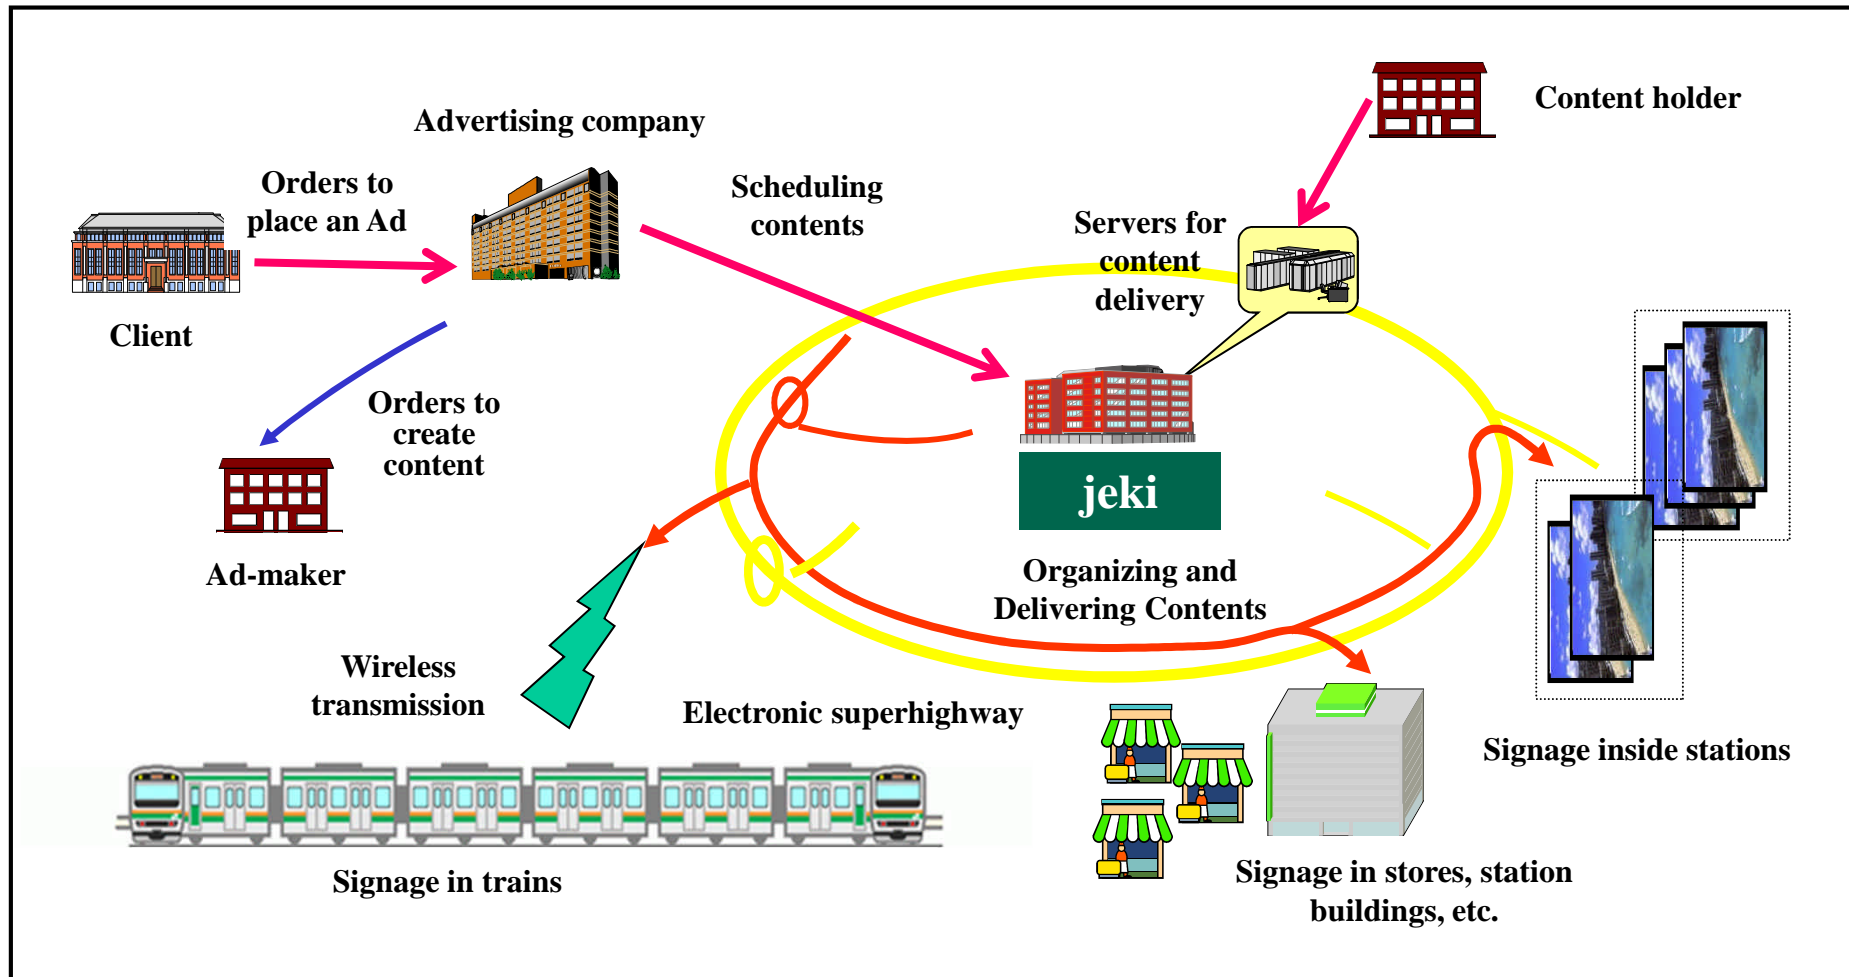 Content holder
Advertising company
Orders to
place an Ad
Scheduling
contents
Servers for
content
delivery
Client
Orders to
create
content
jeki
Ad-maker
Organizing and
Delivering Contents
Wireless
transmission
Electronic superhighway
Signage inside stations
Signage in trains
Signage in stores, station
buildings, etc.